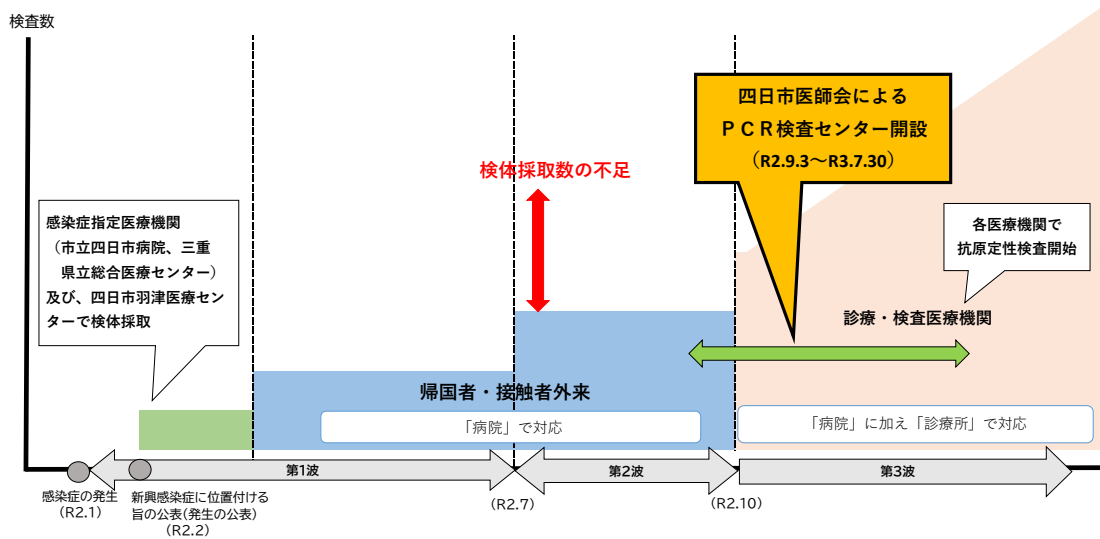 検査数
四日市医師会による
ＰＣＲ検査センター開設
（R2.9.3～R3.7.30）
検体採取数の不足
感染症指定医療機関
（市立四日市病院、三重
県立総合医療センター）
及び、四日市羽津医療セン
ターで検体採取
各医療機関で
抗原定性検査開始
診療・検査医療機関
帰国者・接触者外来
「病院」で対応
「病院」に加え「診療所」で対応
第1波
第2波
第3波
感染症の発生
（R2.1）
新興感染症に位置付ける
旨の公表(発生の公表)
（R2.2）
（R2.7）
（R2.10）